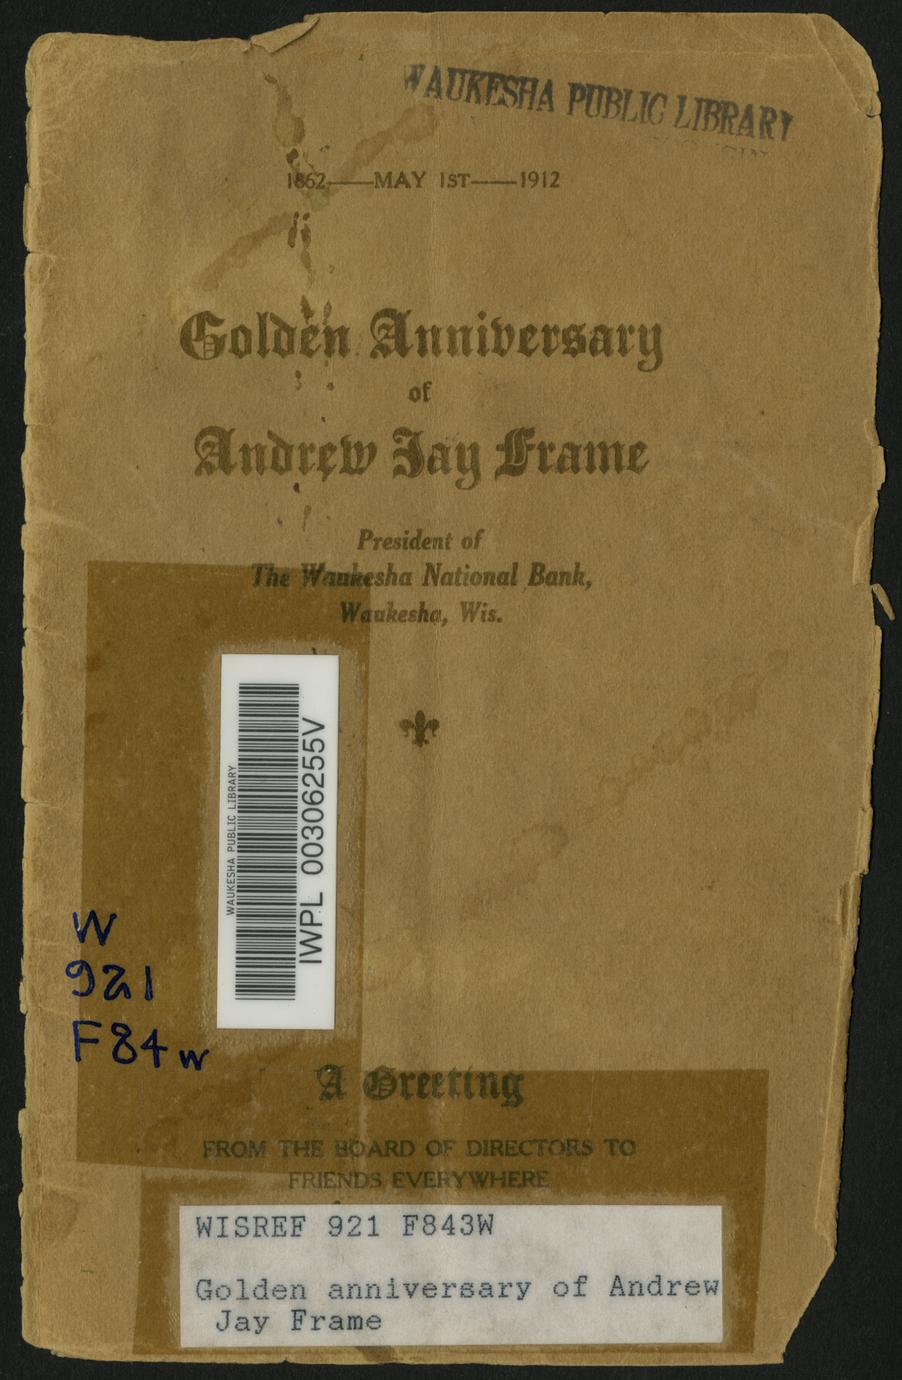 WAUKESHA PUBLIC LIBRARY
1862——MAY 1ST——1912
Golden Anniversary
of
Andrew Jay Frame
President of
The Waukesha National Bank,
Waukesha, Wis.
WAUKESHA PUBLIC LIBRARY
IWPL 00306255V
W
921
F84w
A Greeting
FROM THE BOARD OF DIRECTORS TO
FRIENDS EVERYWHERE
WISREF 921 F843W
Golden anniversary of Andrew
Jay Frame